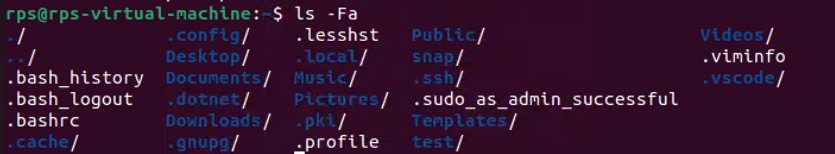 rps@rps-virtual-machine:~$ ls -Fa
./ .config/ .lesshst Public/ Videos/
../ Desktop/ .local/ snap/ .viminfo
.bash_history Documents/ Music/ .ssh/ .vscode/
.bash_logout .dotnet/ Pictures/ .sudo_as_admin_successful
.bashrc Downloads/ .pki/ Templates/
.cache/ .gnupg/ .profile test/